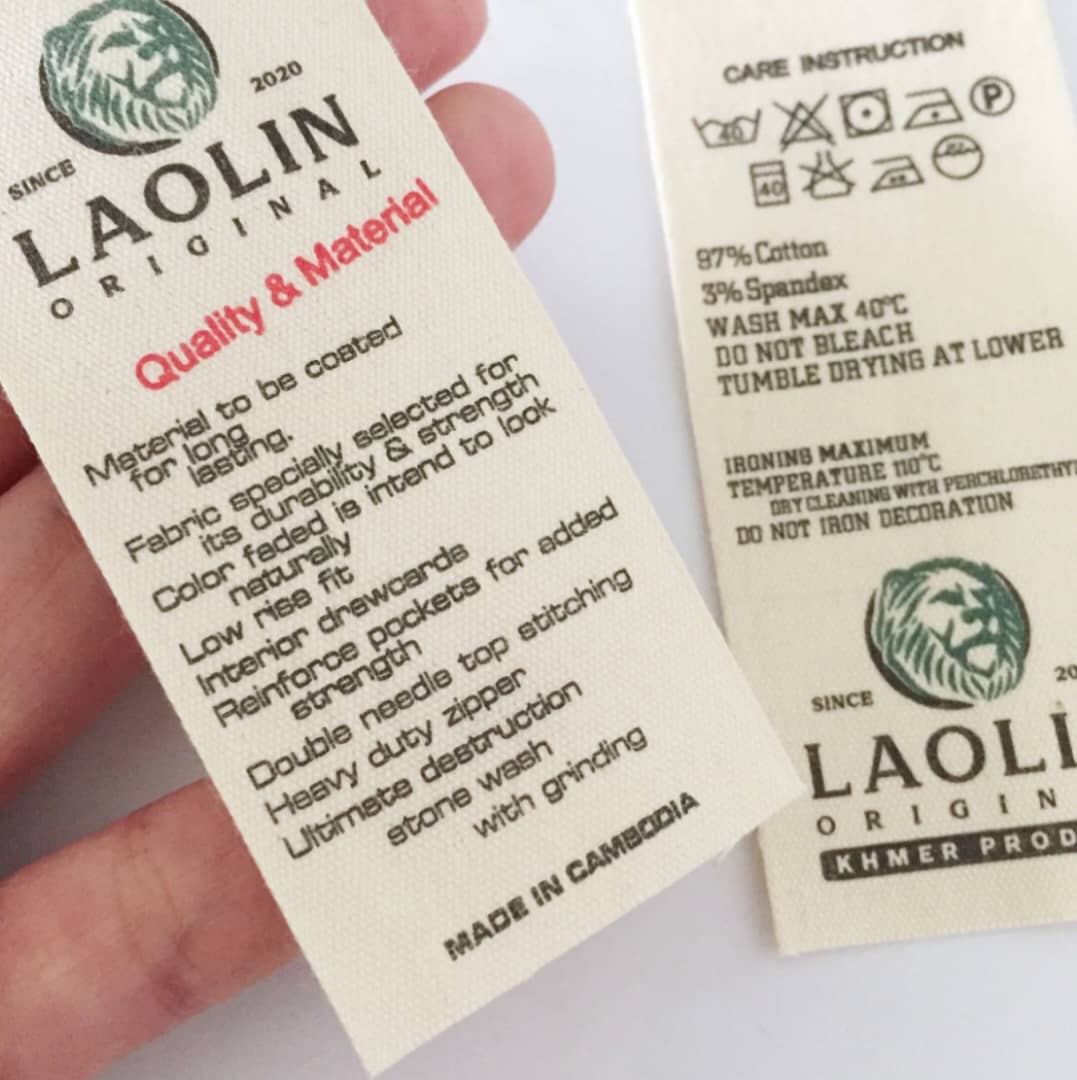 SINCE 2020
LAOLIN
ORIGINAL
Quality & Material
Material to be coated
for long
lasting.
Fabric specially selected for
its durability & strength
Color faded is intend to look
naturally
Low rise fit
Interior drawcards
Reinforce pockets for added
strength
Double needle top stitching
Heavy duty zipper
Ultimate destruction
stone wash
with grinding
MADE IN CAMBODIA
CARE INSTRUCTION
40 P
40
97% Cotton
3% Spandex
WASH MAX 40°C
DO NOT BLEACH
TUMBLE DRYING AT LOWER
IRONING MAXIMUM
TEMPERATURE 110°C
DRY CLEANING WITH PERCHLORETHY
DO NOT IRON DECORATION
SINCE 20
LAOLI
ORIGIN
KHMER PROD